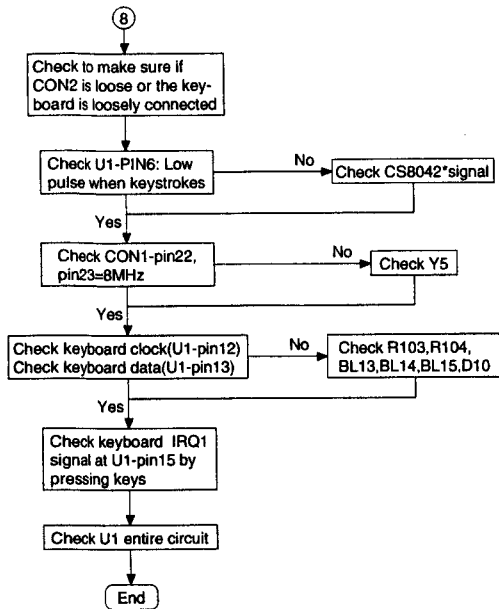 8
Check to make sure if
CON2 is loose or the key-
board is loosely connected
Check U1-PIN6: Low
pulse when keystrokes
No
Check CS8042*signal
Yes
Check CON1-pin22,
pin23=8MHz
No
Check Y5
Yes
Check keyboard clock(U1-pin12)
Check keyboard data(U1-pin13)
No
Check R103,R104,
BL13,BL14,BL15,D10
Yes
Check keyboard IRQ1
signal at U1-pin15 by
pressing keys
Check U1 entire circuit
End